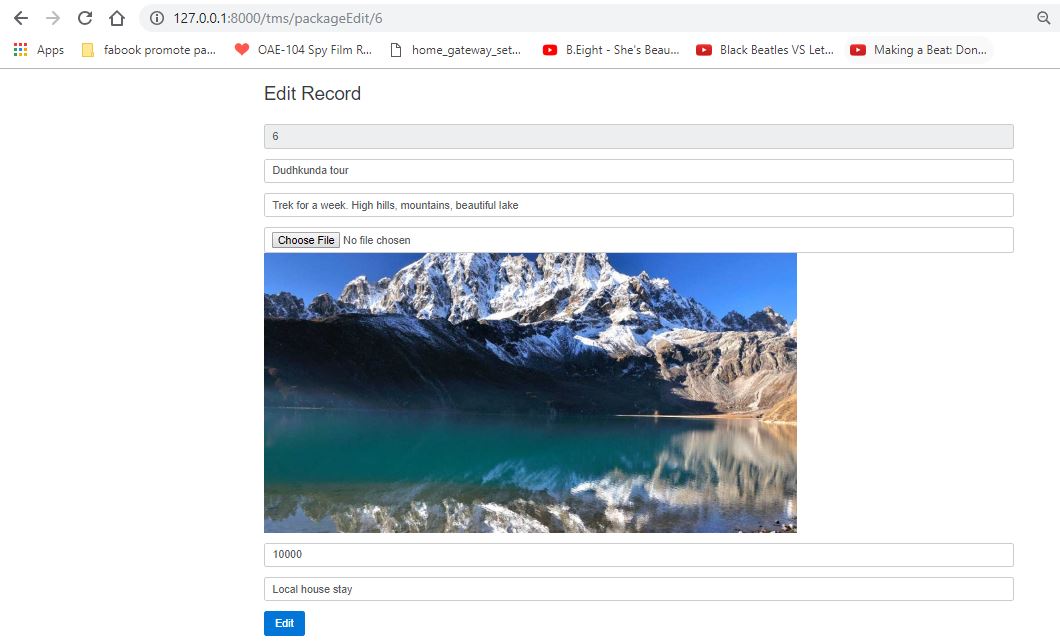 127.0.0.1:8000/tms/packageEdit/6
Apps fabook promote pa... OAE-104 Spy Film R... home_gateway_set... B.Eight - She's Beau... Black Beatles VS Let... Making a Beat: Don...
Edit Record
6
Dudhkunda tour
Trek for a week. High hills, mountains, beautiful lake
Choose File No file chosen
10000
Local house stay
Edit